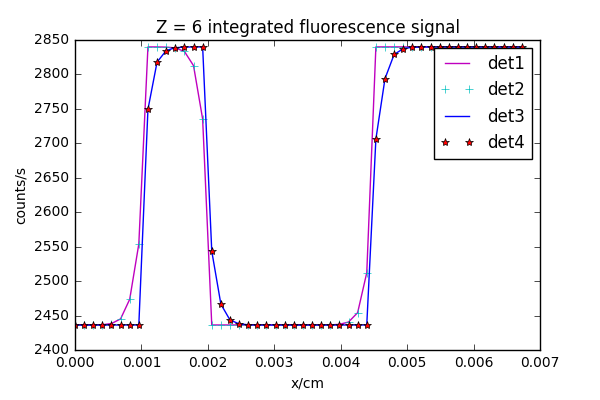 Z = 6 integrated fluorescence signal
2850
2800
2750
2700
2650
2600
2550
2500
2450
2400
counts/s
det1
det2
det3
det4
0.000 0.001 0.002 0.003 0.004 0.005 0.006 0.007
x/cm